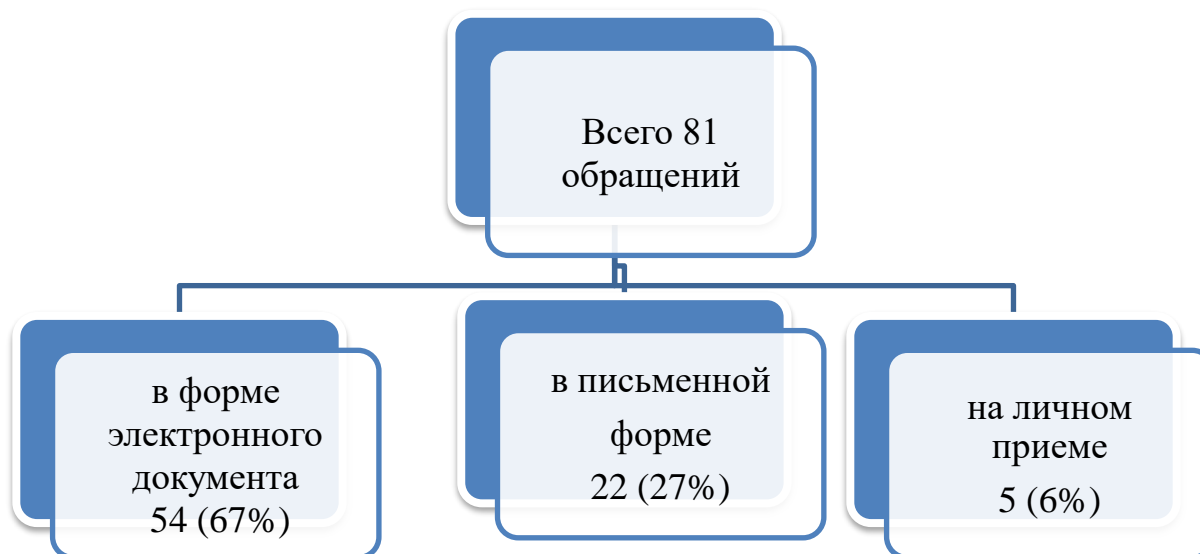 Всего 81
обращений
в форме
электронного
документа
54 (67%)
в письменной
форме
22 (27%)
на личном
приеме
5 (6%)